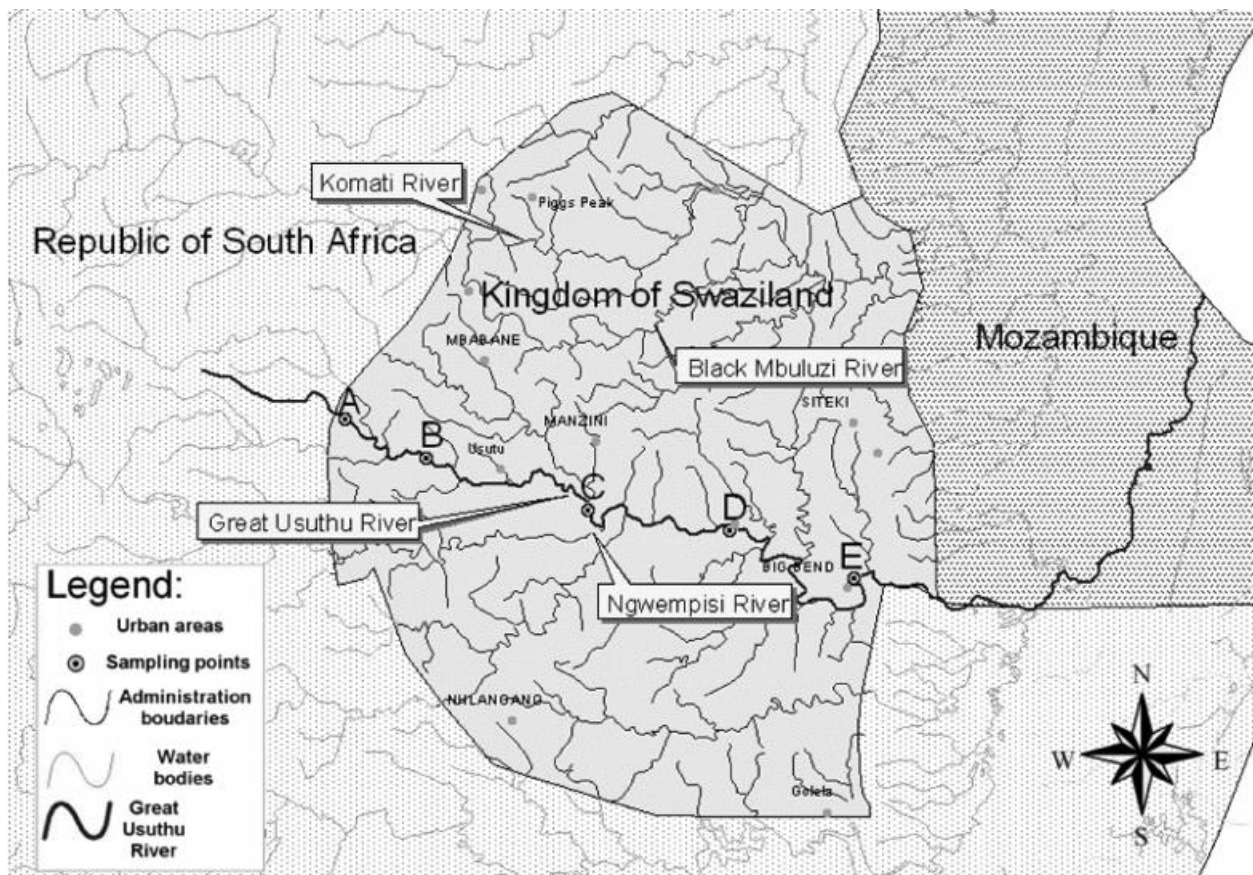 Komati River
Piggs Peak
Republic of South Africa
Kingdom of Swaziland
Mozambique
MBABANE
Black Mbuluzi River
SITEKI
A
MANZINI
B
Usutu
C
Great Usuthu River
D
BIG BEND
E
Ngwempisi River
Legend:
Urban areas
Sampling points
Administration
boudaries
Water
bodies
Great
Usuthu
River
NHLANGANO
Golela
N
W
E
S